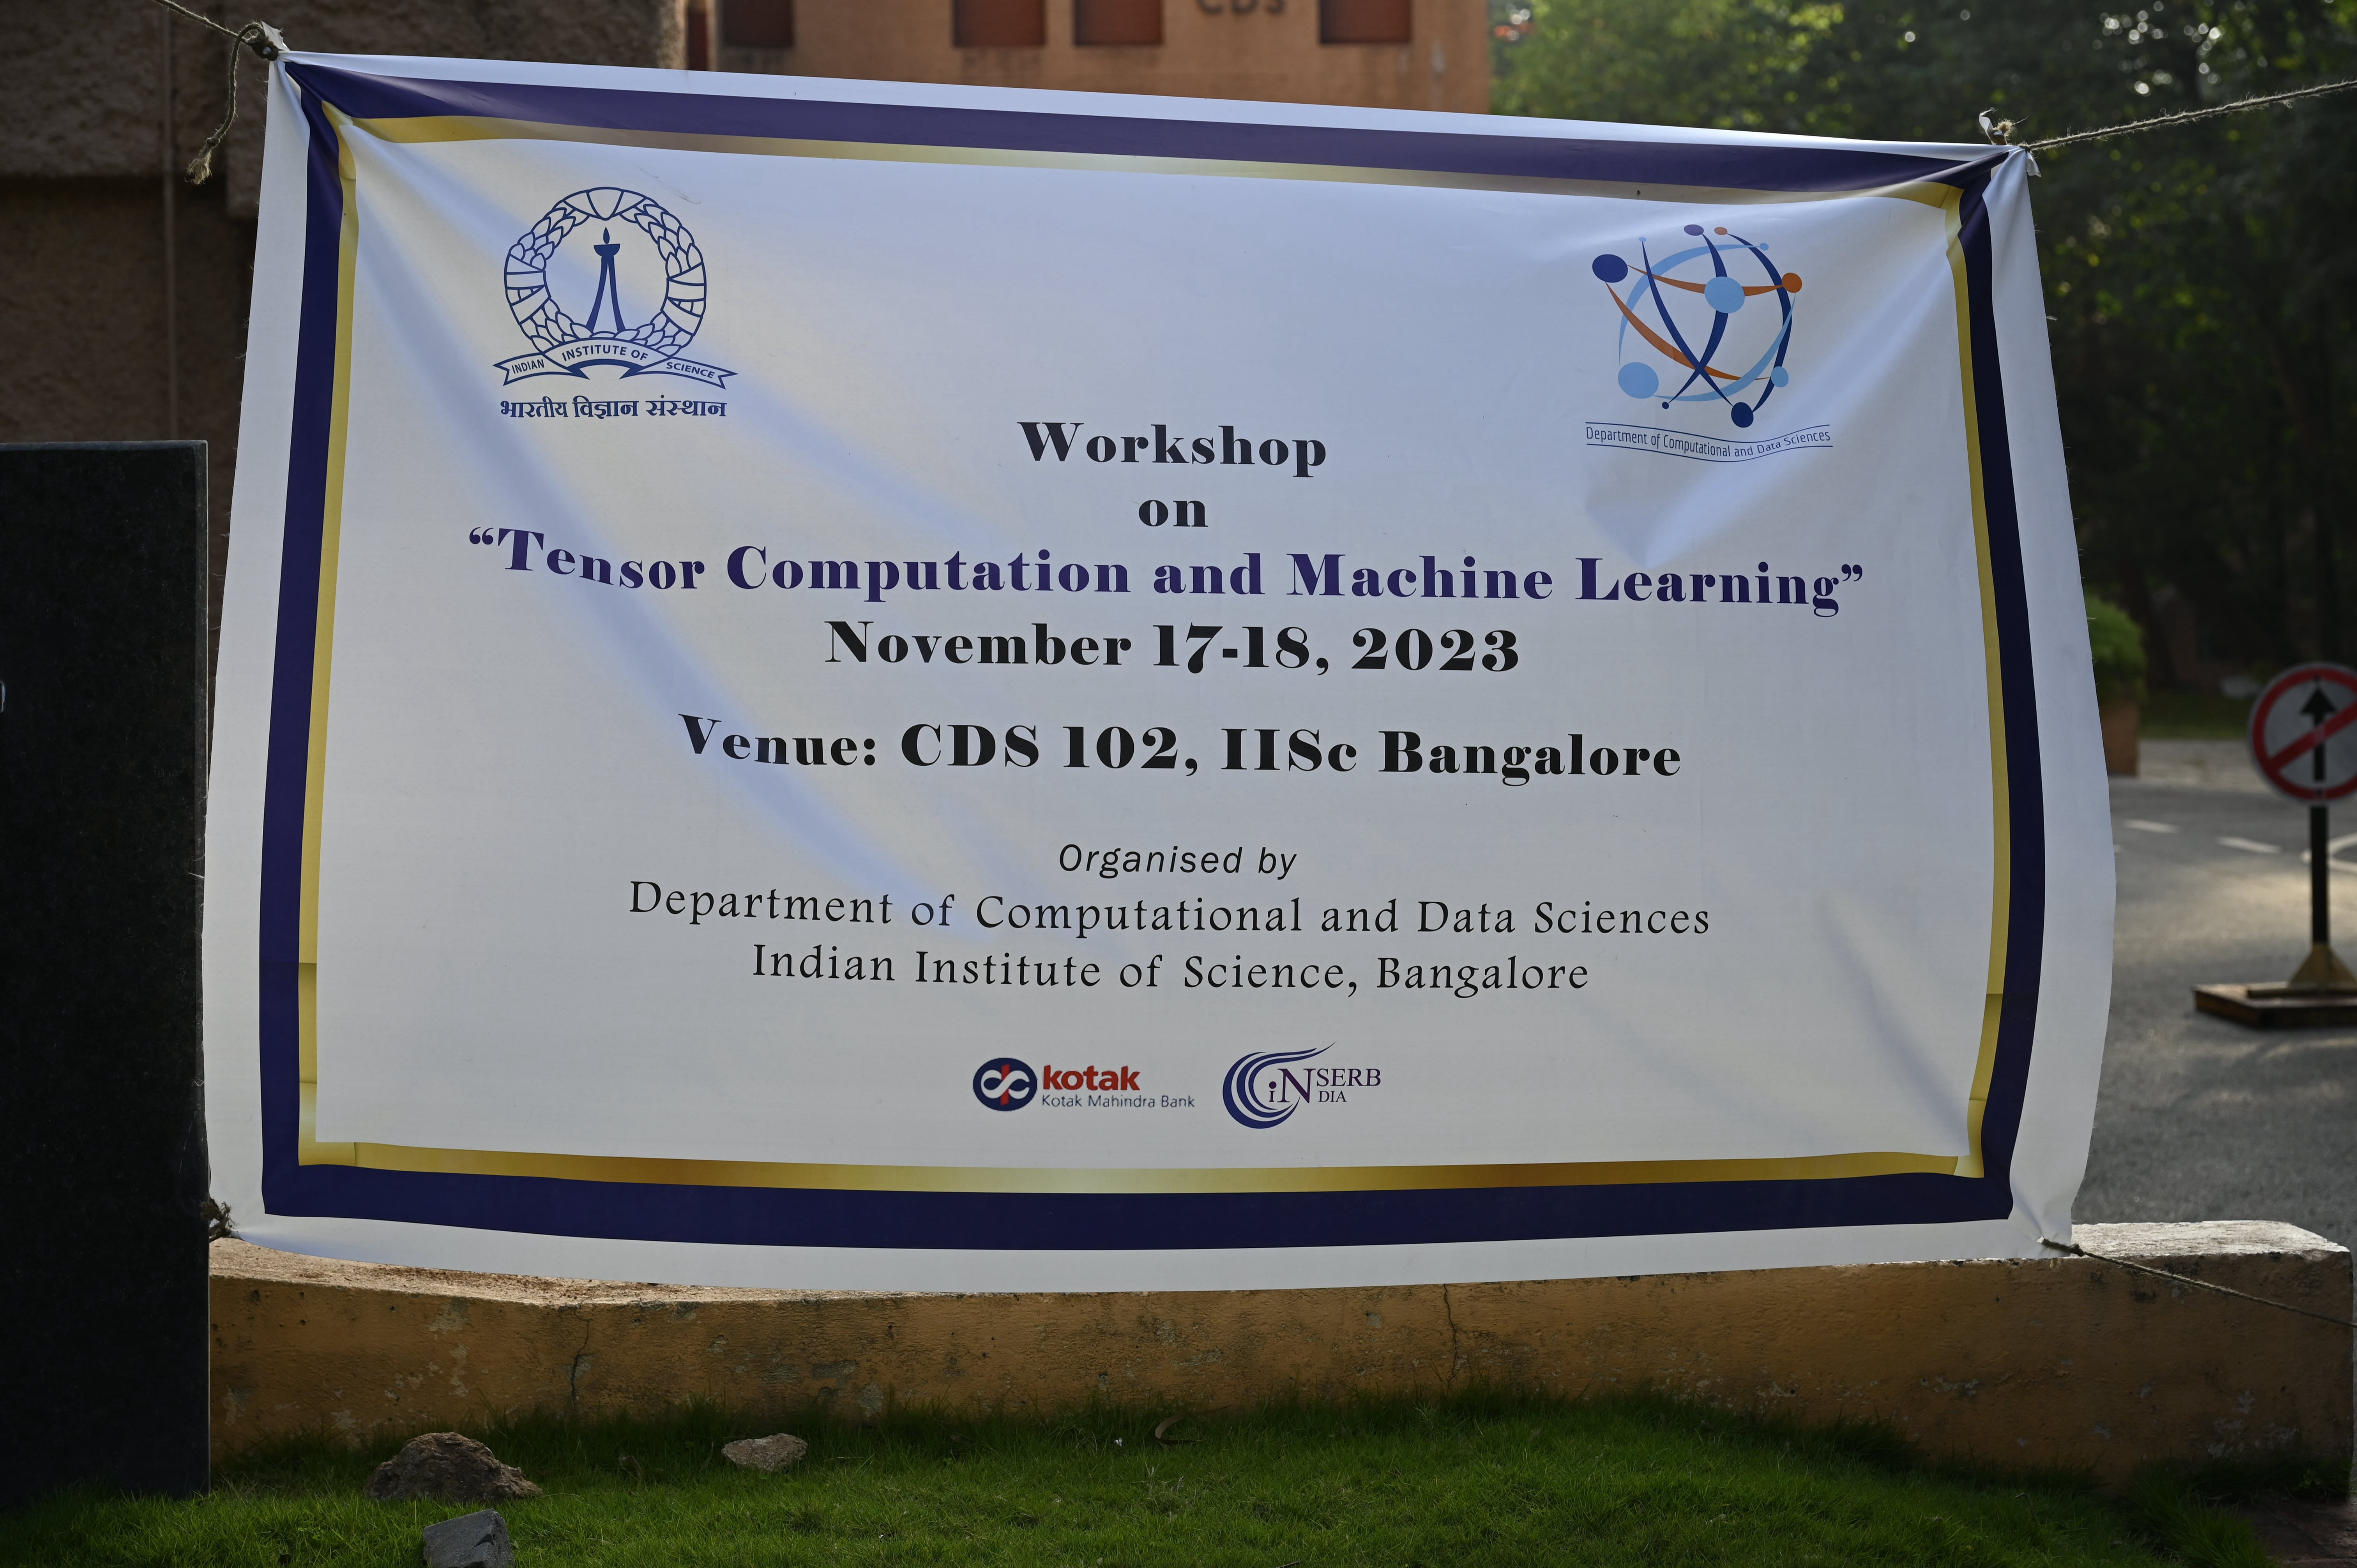 CDS
INDIAN INSTITUTE OF SCIENCE
भारतीय विज्ञान संस्थान
Department of Computational and Data Sciences
Workshop
on
“Tensor Computation and Machine Learning”
November 17-18, 2023
Venue: CDS 102, IISc Bangalore
Organised by
Department of Computational and Data Sciences
Indian Institute of Science, Bangalore
kotak
Kotak Mahindra Bank
SERB
iNDIA